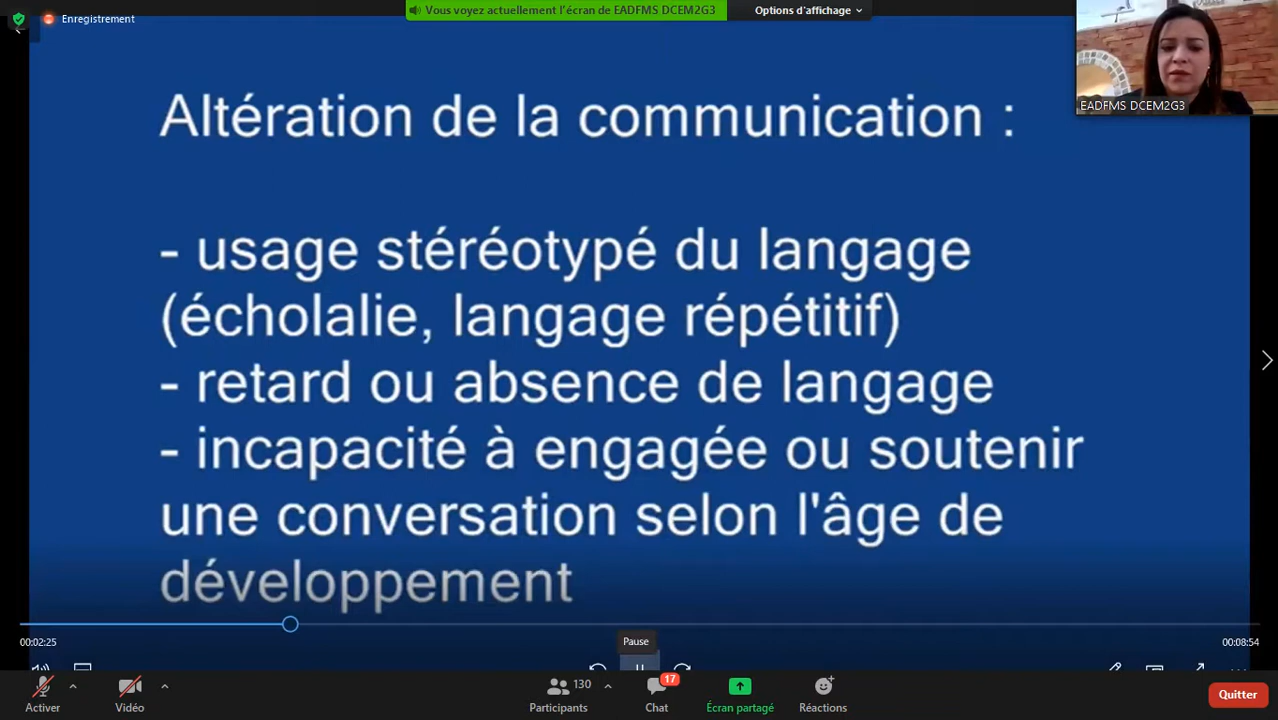 Enregistrement
Vous voyez actuellement l'écran de EADFMS DCEM2G3
Options d'affichage
EADFMS DCEM2G3
Altération de la communication :
- usage stéréotypé du langage
(écholalie, langage répétitif)
- retard ou absence de langage
- incapacité à engagée ou soutenir
une conversation selon l'âge de
développement
00:02:25
Pause
00:08:54
Activer
Vidéo
130
Participants
17
Chat
Écran partagé
Réactions
Quitter